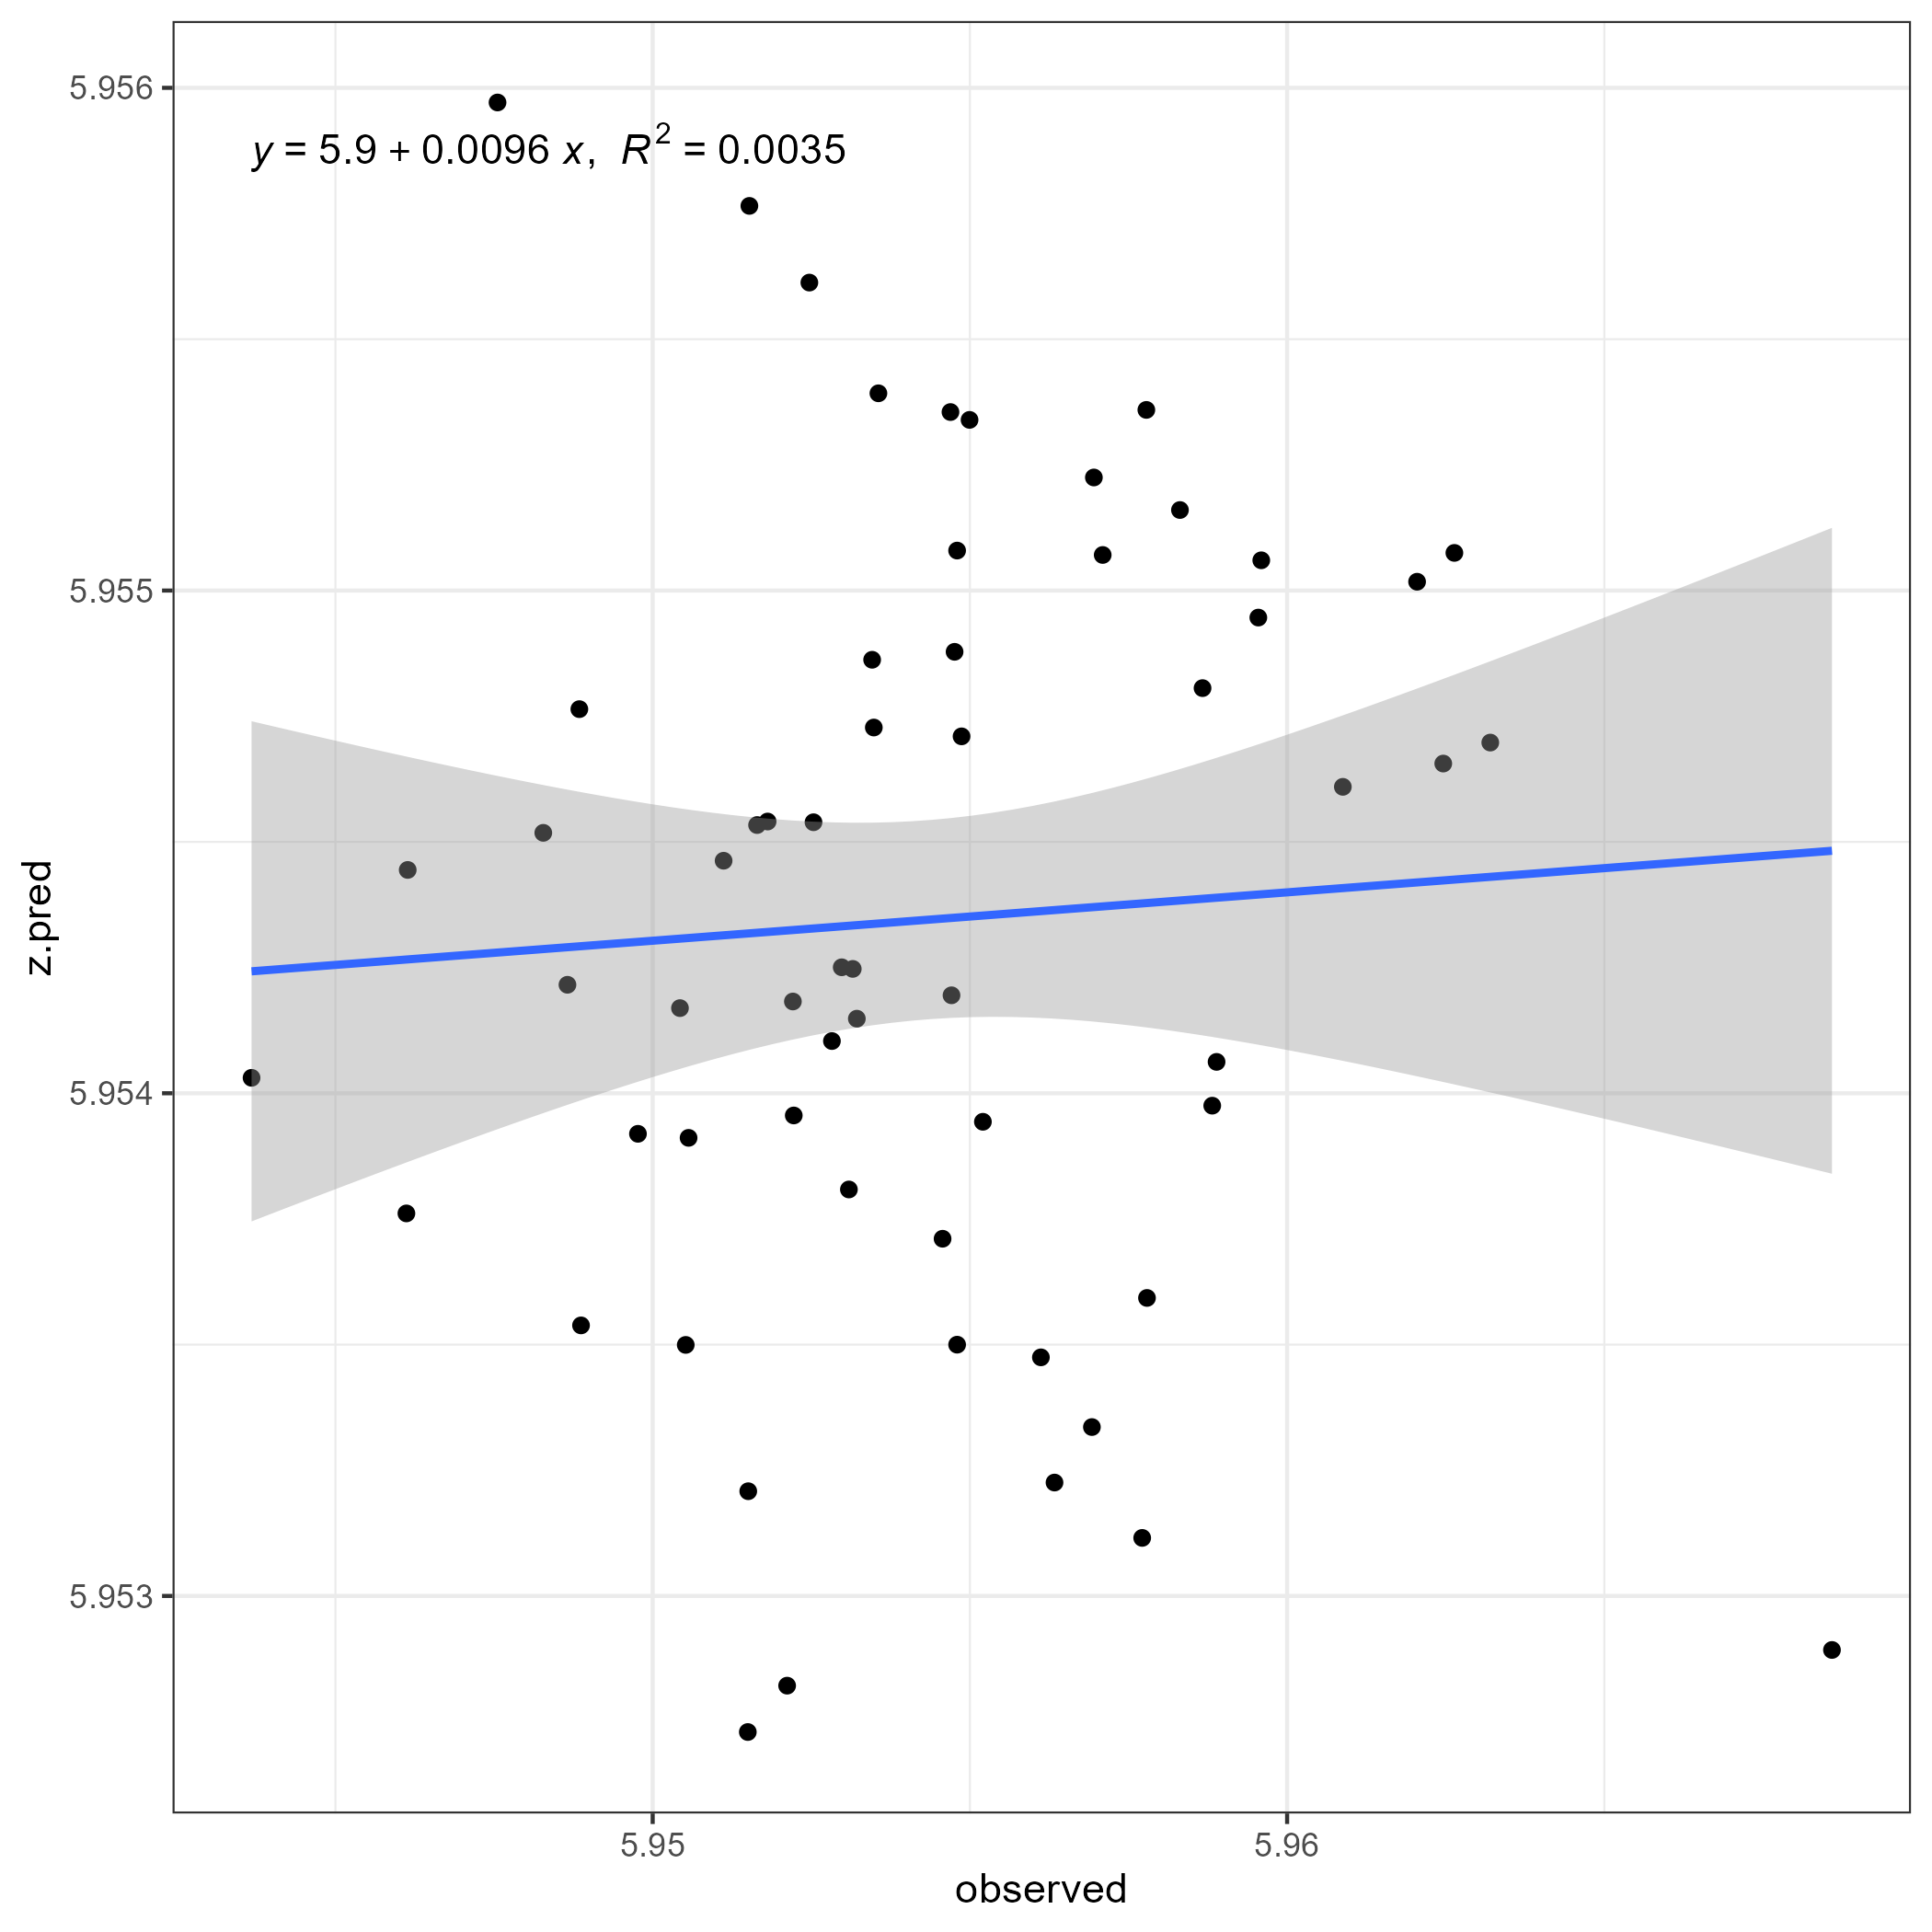 5.956
y = 5.9 + 0.0096 x,  R² = 0.0035
5.955
z.pred
5.954
5.953
5.95
5.96
observed